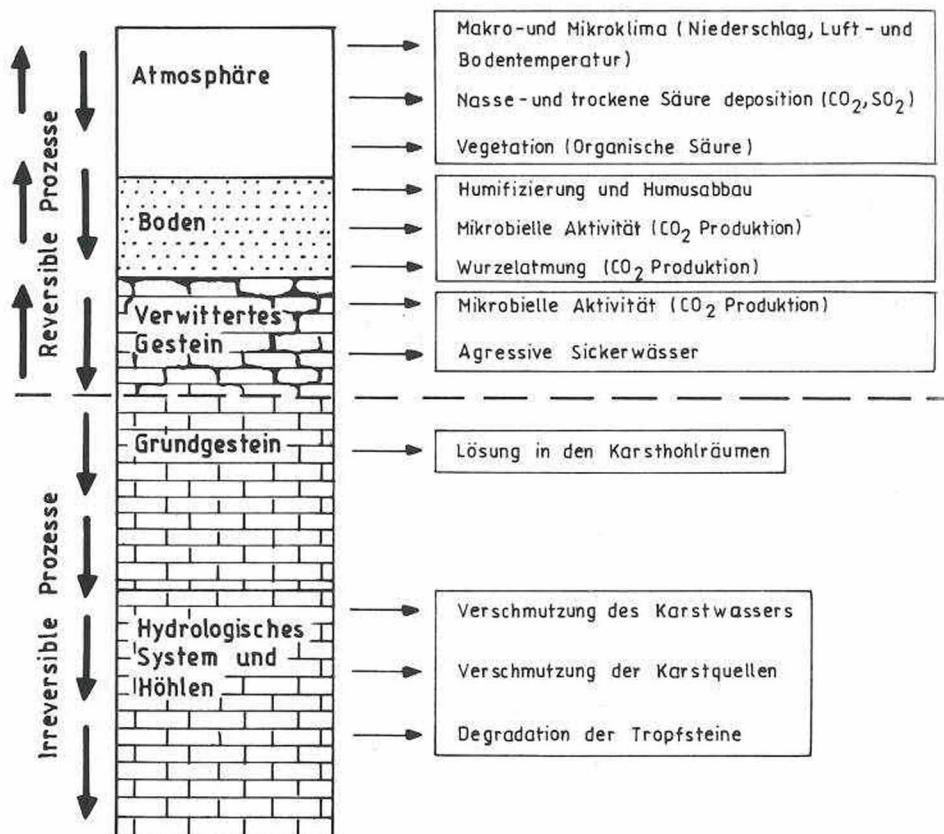 Makro-und Mikroklima (Niederschlag, Luft-und
Bodentemperatur)
Atmosphäre
Nasse-und trockene Säure deposition (CO₂, SO₂)
Vegetation (Organische Säure)
Reversible Prozesse
Humifizierung und Humusabbau
Boden
Mikrobielle Aktivität (CO₂ Produktion)
Wurzelatmung (CO₂ Produktion)
Mikrobielle Aktivität (CO₂ Produktion)
Verwittertes
Gestein
Agressive Sickerwässer
Grundgestein
Lösung in den Karsthohlräumen
Irreversible Prozesse
Verschmutzung des Karstwassers
Hydrologisches
System und
Höhlen
Verschmutzung der Karstquellen
Degradation der Tropfsteine